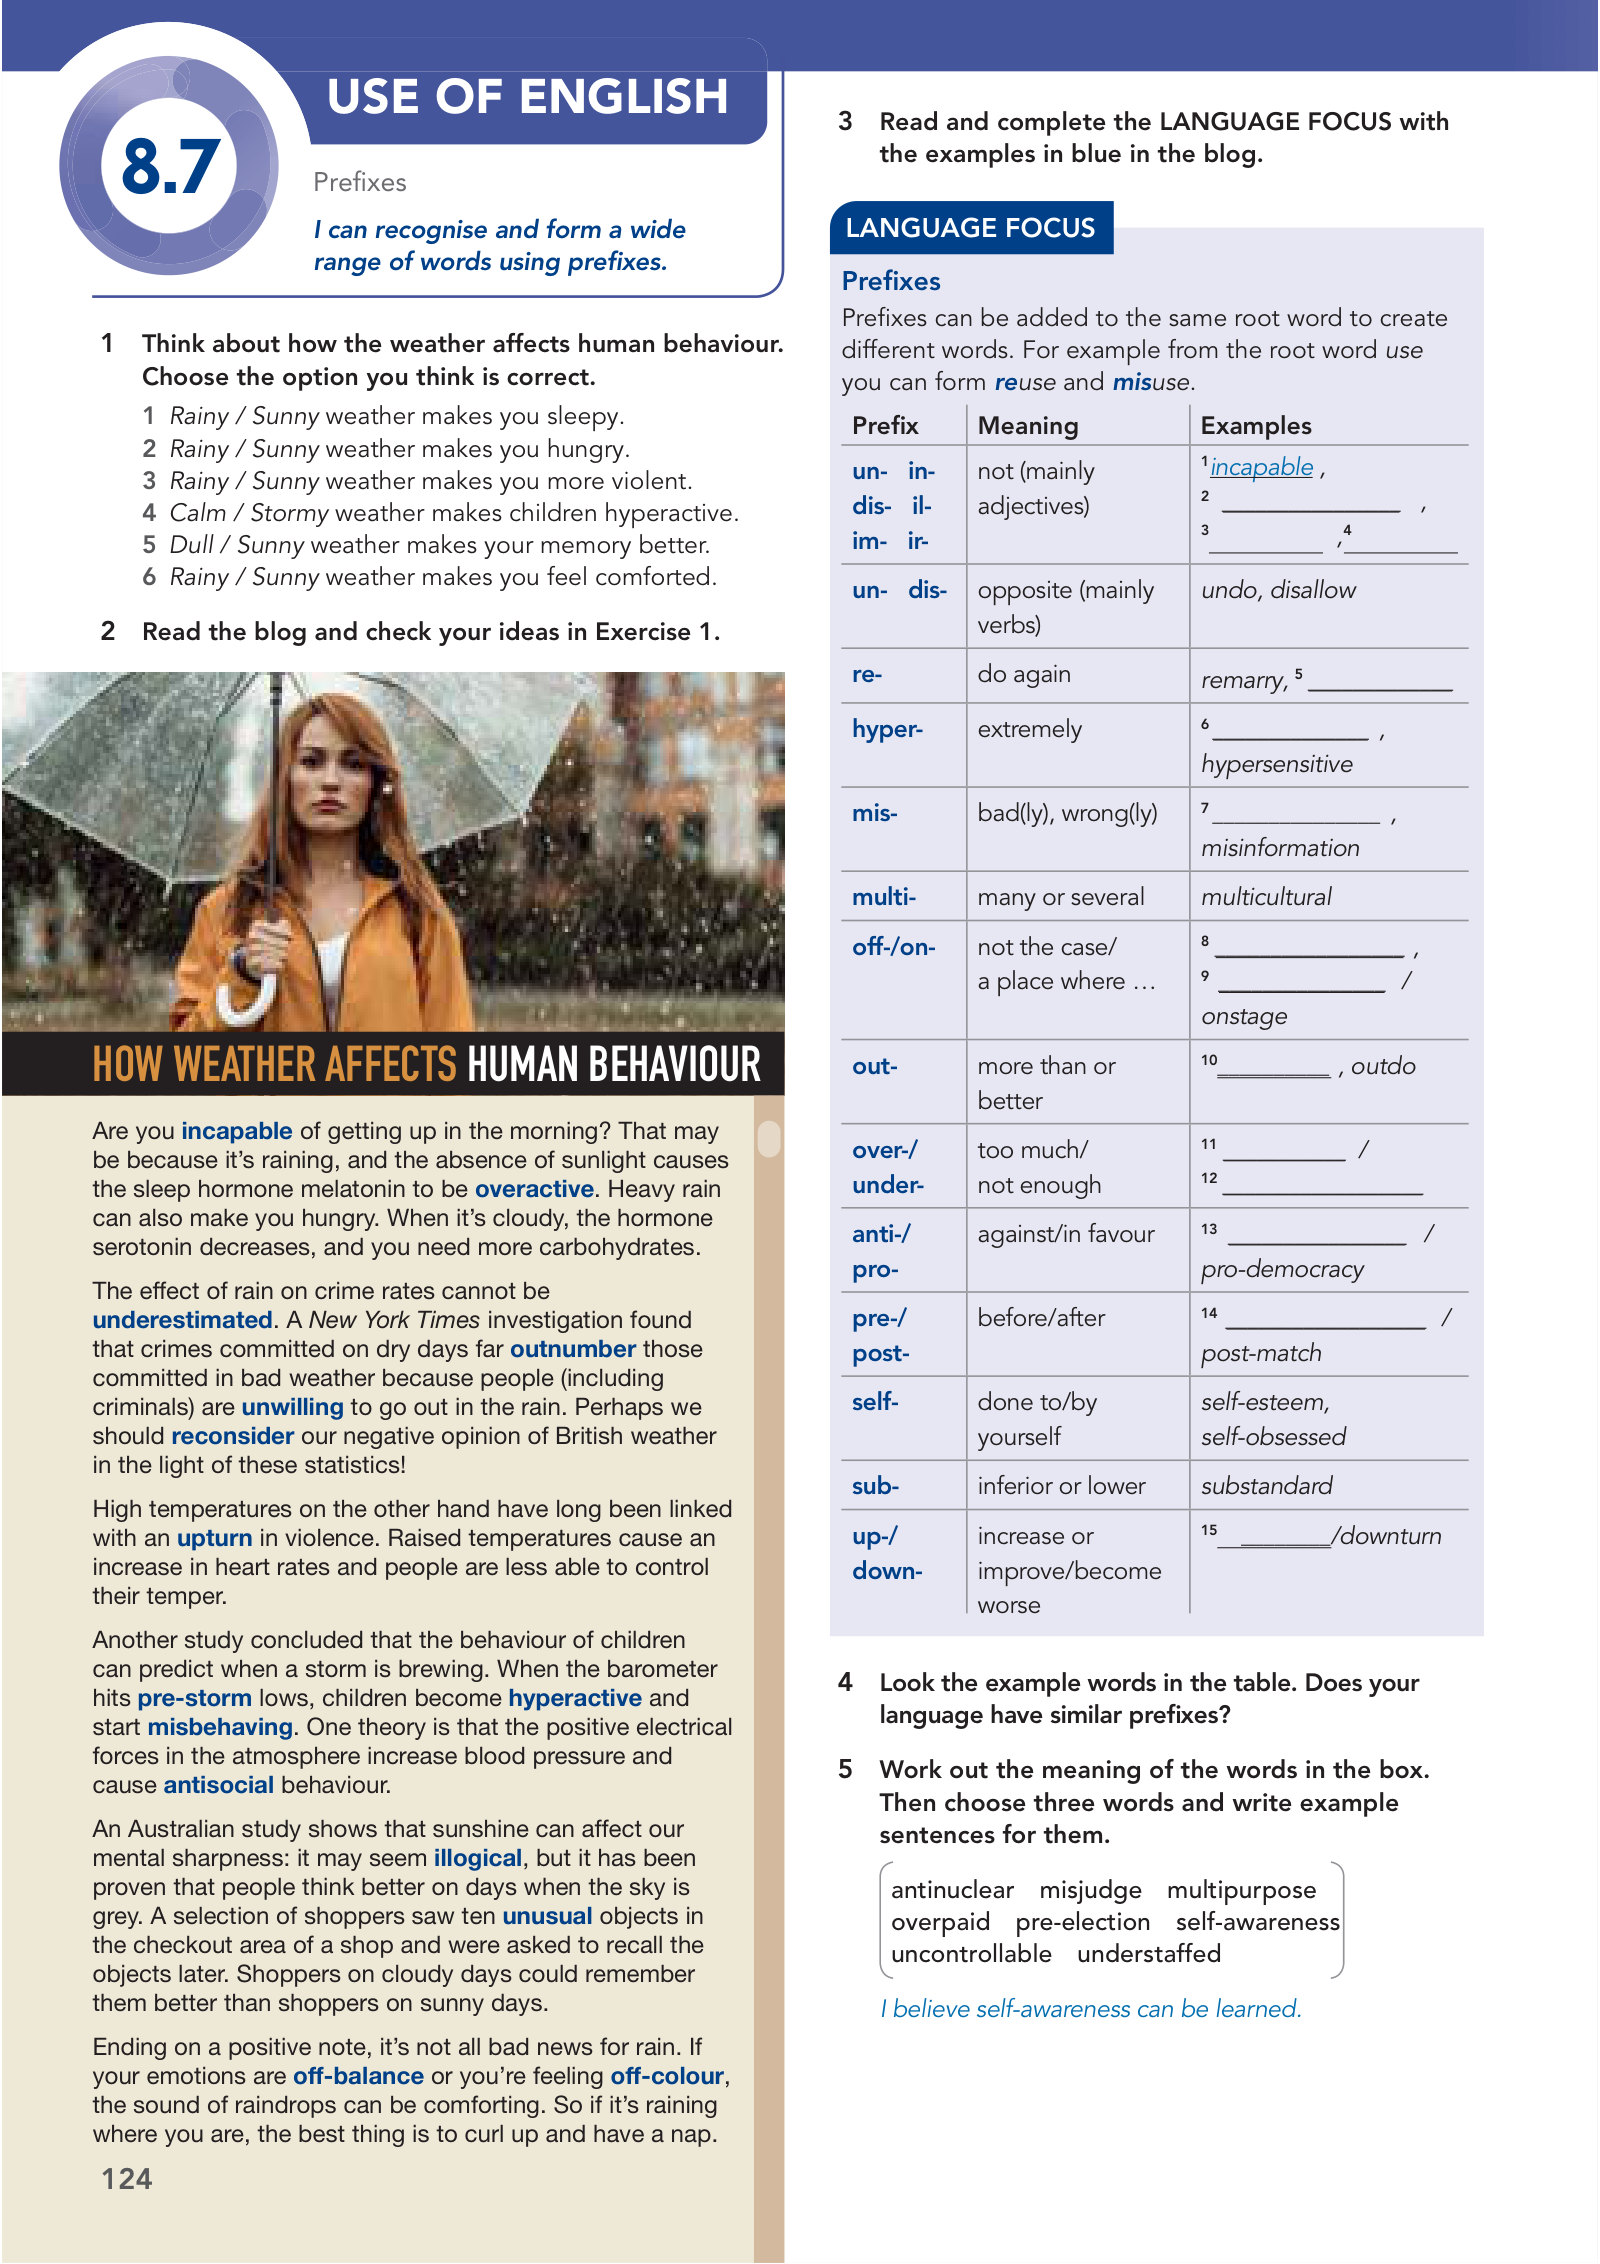 USE OF ENGLISH
8.7
Prefixes
I can recognise and form a wide
range of words using prefixes.
1 Think about how the weather affects human behaviour.
Choose the option you think is correct.
1 Rainy / Sunny weather makes you sleepy.
2 Rainy / Sunny weather makes you hungry.
3 Rainy / Sunny weather makes you more violent.
4 Calm / Stormy weather makes children hyperactive.
5 Dull / Sunny weather makes your memory better.
6 Rainy / Sunny weather makes you feel comforted.
2 Read the blog and check your ideas in Exercise 1.
HOW WEATHER AFFECTS HUMAN BEHAVIOUR
Are you incapable of getting up in the morning? That may
be because it's raining, and the absence of sunlight causes
the sleep hormone melatonin to be overactive. Heavy rain
can also make you hungry. When it's cloudy, the hormone
serotonin decreases, and you need more carbohydrates.
The effect of rain on crime rates cannot be
underestimated. A New York Times investigation found
that crimes committed on dry days far outnumber those
committed in bad weather because people (including
criminals) are unwilling to go out in the rain. Perhaps we
should reconsider our negative opinion of British weather
in the light of these statistics!
High temperatures on the other hand have long been linked
with an upturn in violence. Raised temperatures cause an
increase in heart rates and people are less able to control
their temper.
Another study concluded that the behaviour of children
can predict when a storm is brewing. When the barometer
hits pre-storm lows, children become hyperactive and
start misbehaving. One theory is that the positive electrical
forces in the atmosphere increase blood pressure and
cause antisocial behaviour.
An Australian study shows that sunshine can affect our
mental sharpness: it may seem illogical, but it has been
proven that people think better on days when the sky is
grey. A selection of shoppers saw ten unusual objects in
the checkout area of a shop and were asked to recall the
objects later. Shoppers on cloudy days could remember
them better than shoppers on sunny days.
Ending on a positive note, it's not all bad news for rain. If
your emotions are off-balance or you're feeling off-colour,
the sound of raindrops can be comforting. So if it's raining
where you are, the best thing is to curl up and have a nap.
124
3 Read and complete the LANGUAGE FOCUS with
the examples in blue in the blog.
LANGUAGE FOCUS
Prefixes
Prefixes can be added to the same root word to create
different words. For example from the root word use
you can form reuse and misuse.
Prefix Meaning Examples
un- in- not (mainly 1 incapable ,
dis- il- adjectives) 2 ____ ,
im- ir- 3 ____ , 4 ____
un- dis- opposite (mainly undo, disallow
verbs)
re- do again remarry, 5 ____
hyper- extremely 6 ____ ,
hypersensitive
mis- bad(ly), wrong(ly) 7 ____ ,
misinformation
multi- many or several multicultural
off-/on- not the case/ 8 ____ ,
a place where … 9 ____ /
onstage
out- more than or 10 ____ , outdo
better
over-/ too much/ 11 ____ /
under- not enough 12 ____
anti-/ against/in favour 13 ____ /
pro- pro-democracy
pre-/ before/after 14 ____ /
post- post-match
self- done to/by self-esteem,
yourself self-obsessed
sub- inferior or lower substandard
up-/ increase or 15 ____/downturn
down- improve/become
worse
4 Look the example words in the table. Does your
language have similar prefixes?
5 Work out the meaning of the words in the box.
Then choose three words and write example
sentences for them.
antinuclear misjudge multipurpose
overpaid pre-election self-awareness
uncontrollable understaffed
I believe self-awareness can be learned.